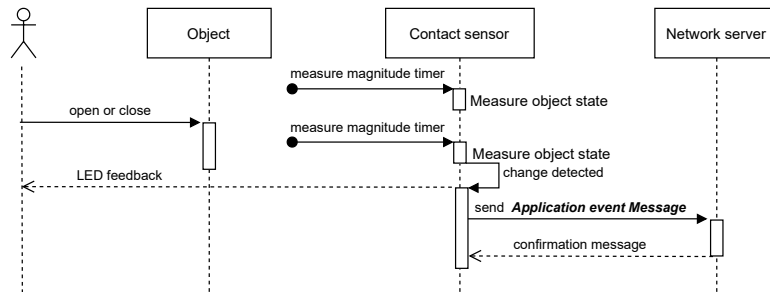 Object
Contact sensor
Network server
measure magnitude timer
Measure object state
open or close
measure magnitude timer
Measure object state
change detected
LED feedback
send Application event Message
confirmation message